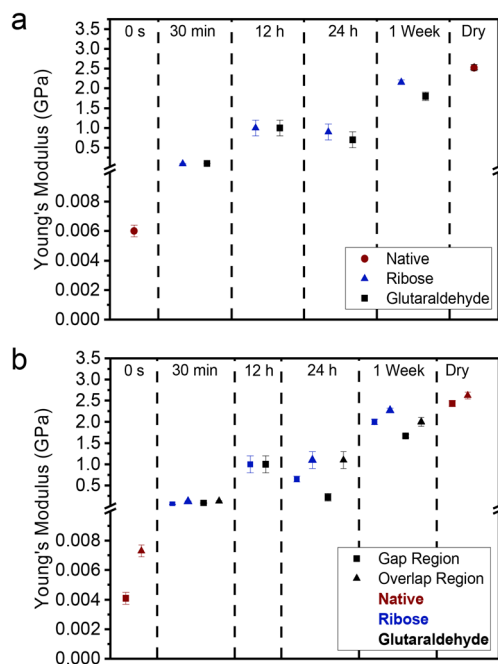 a
0 s 30 min 12 h 24 h 1 Week Dry
3.5
3.0
2.5
2.0
1.5
1.0
0.5
0.008
0.006
0.004
0.002
0.000
Young's Modulus (GPa)
Native
Ribose
Glutaraldehyde
b
0 s 30 min 12 h 24 h 1 Week Dry
3.5
3.0
2.5
2.0
1.5
1.0
0.5
0.008
0.006
0.004
0.002
0.000
Young's Modulus (GPa)
Gap Region
Overlap Region
Native
Ribose
Glutaraldehyde